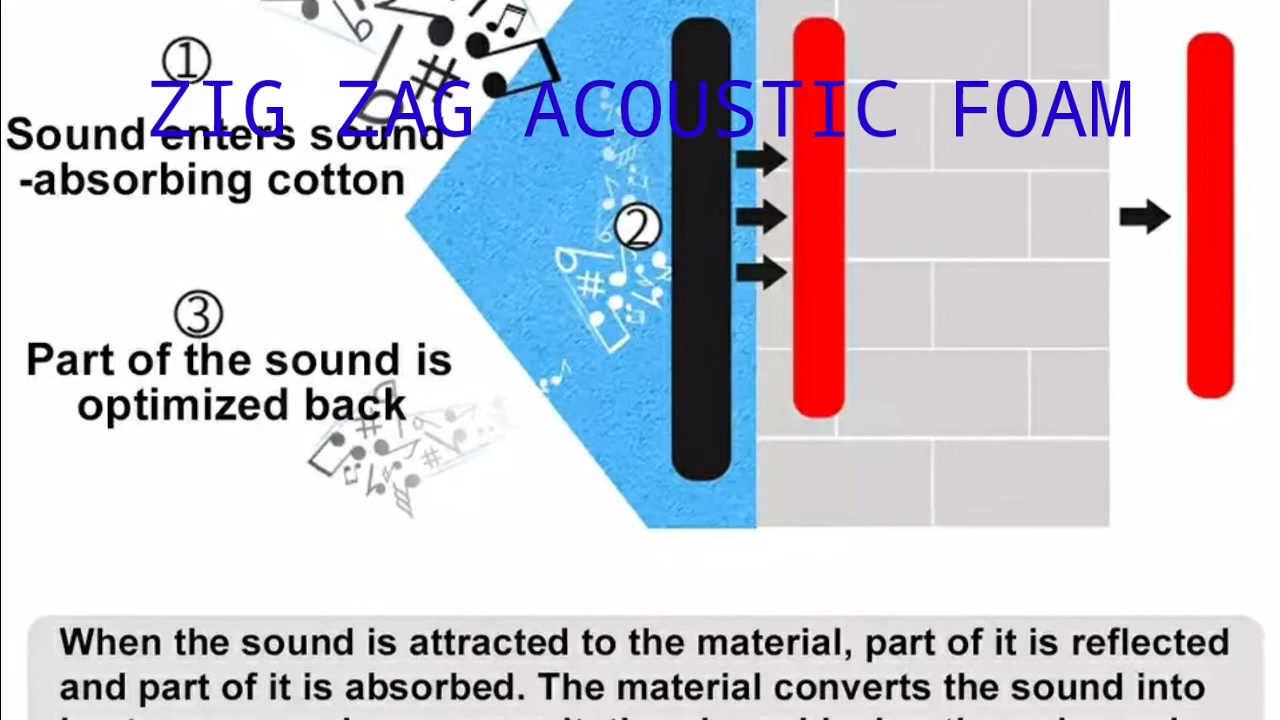 ZIG ZAG ACOUSTIC FOAM
①
Sound enters sound
-absorbing cotton
②
③
Part of the sound is
optimized back
When the sound is attracted to the material, part of it is reflected
and part of it is absorbed. The material converts the sound into